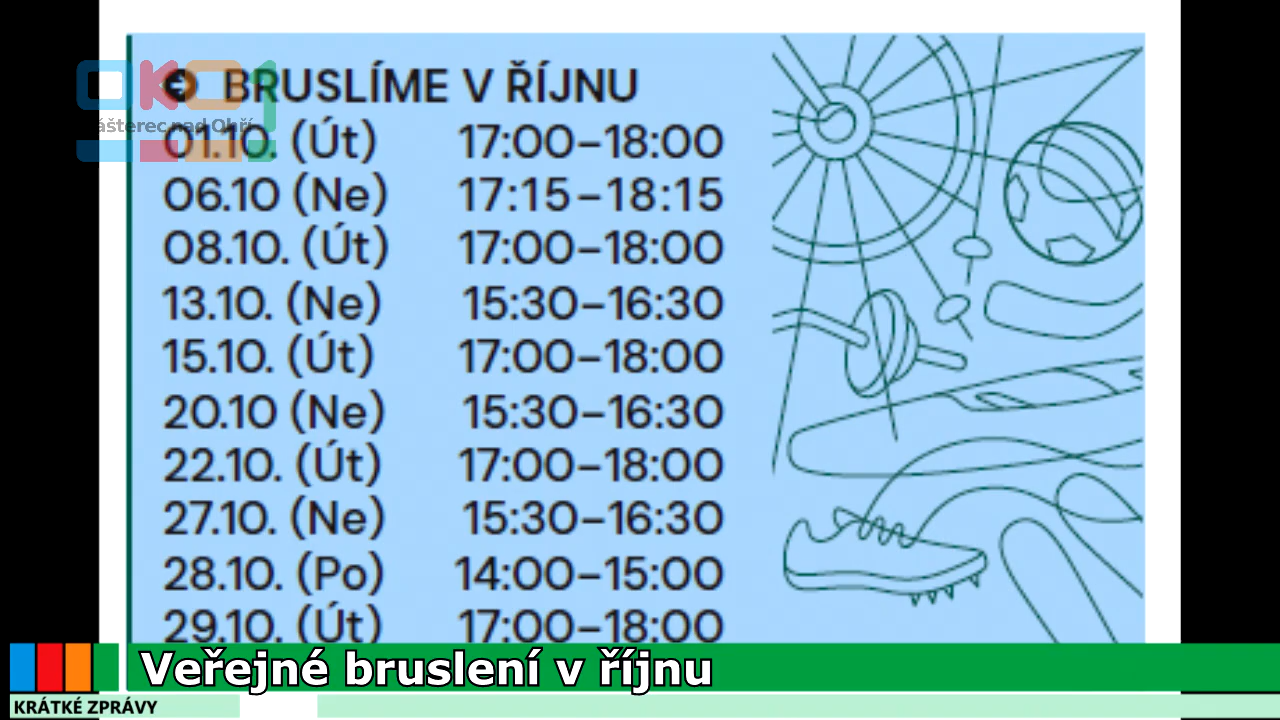 BRUSLÍME V ŘÍJNU
OKO1
ášterec nad Ohří
01.10. (Út) 17:00–18:00
06.10 (Ne) 17:15–18:15
08.10. (Út) 17:00–18:00
13.10. (Ne) 15:30–16:30
15.10. (Út) 17:00–18:00
20.10 (Ne) 15:30–16:30
22.10. (Út) 17:00–18:00
27.10. (Ne) 15:30–16:30
28.10. (Po) 14:00–15:00
29.10. (Út) 17:00–18:00
Veřejné bruslení v říjnu
KRÁTKÉ ZPRÁVY